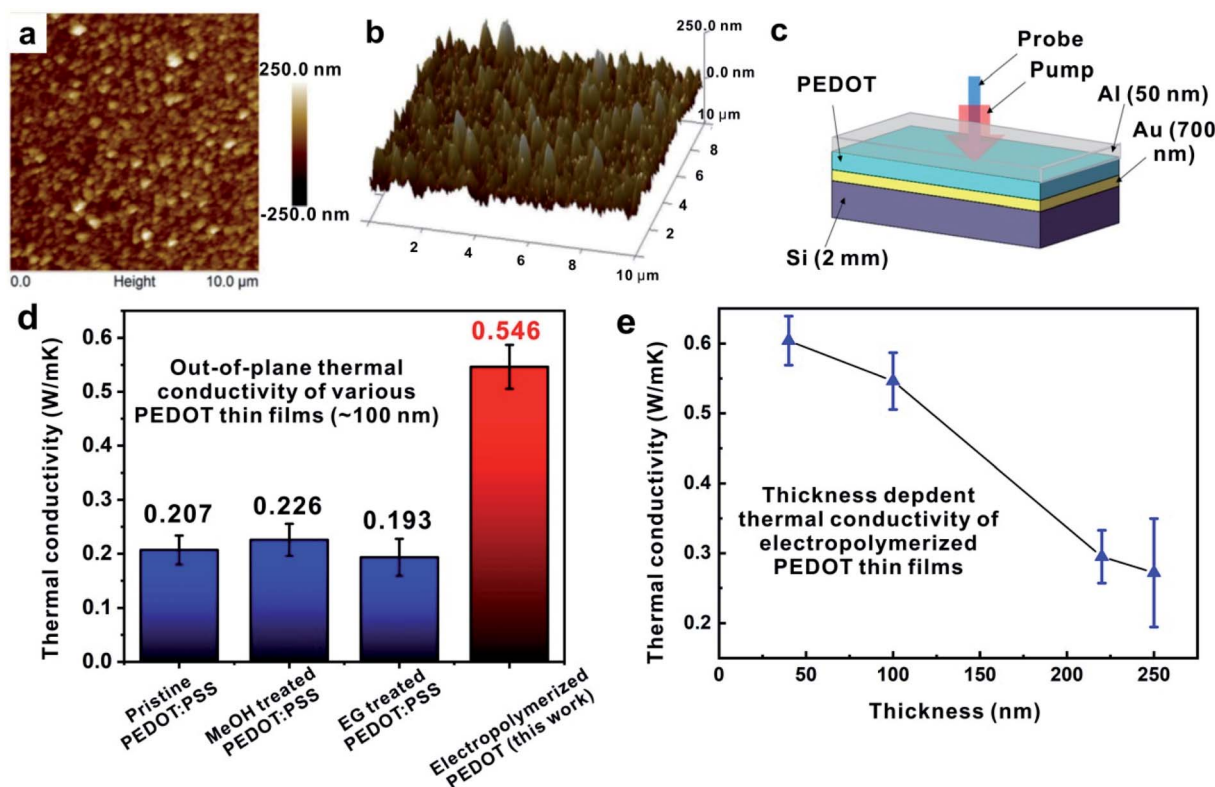 a
250.0 nm
-250.0 nm
0.0 Height 10.0 μm
b
250.0 nm
0.0 nm
10 μm
8
6
4
2
2
4
6
8
10 μm
c
Probe
Pump
PEDOT
Al (50 nm)
Au (700
nm)
Si (2 mm)
d
Thermal conductivity (W/mK)
0.6
0.5
0.4
0.3
0.2
0.1
0.0
Out-of-plane thermal
conductivity of various
PEDOT thin films (~100 nm)
0.207
0.226
0.193
0.546
Pristine
PEDOT:PSS
MeOH treated
PEDOT:PSS
EG treated
PEDOT:PSS
Electropolymerized
PEDOT (this work)
e
Thermal conductivity (W/mK)
0.6
0.5
0.4
0.3
0.2
Thickness depdent
thermal conductivity of
electropolymerized
PEDOT thin films
0 50 100 150 200 250
Thickness (nm)